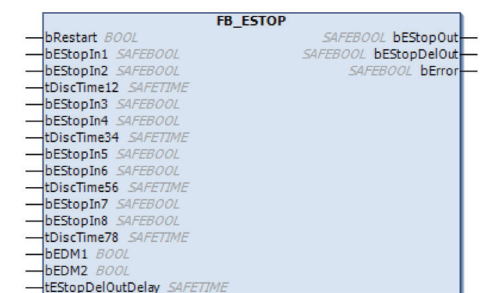 FB_ESTOP
bRestart BOOL SAFEBOOL bEStopOut
bEStopIn1 SAFEBOOL SAFEBOOL bEStopDelOut
bEStopIn2 SAFEBOOL SAFEBOOL bError
tDiscTime12 SAFETIME
bEStopIn3 SAFEBOOL
bEStopIn4 SAFEBOOL
tDiscTime34 SAFETIME
bEStopIn5 SAFEBOOL
bEStopIn6 SAFEBOOL
tDiscTime56 SAFETIME
bEStopIn7 SAFEBOOL
bEStopIn8 SAFEBOOL
tDiscTime78 SAFETIME
bEDM1 BOOL
bEDM2 BOOL
tEStopDelOutDelay SAFETIME